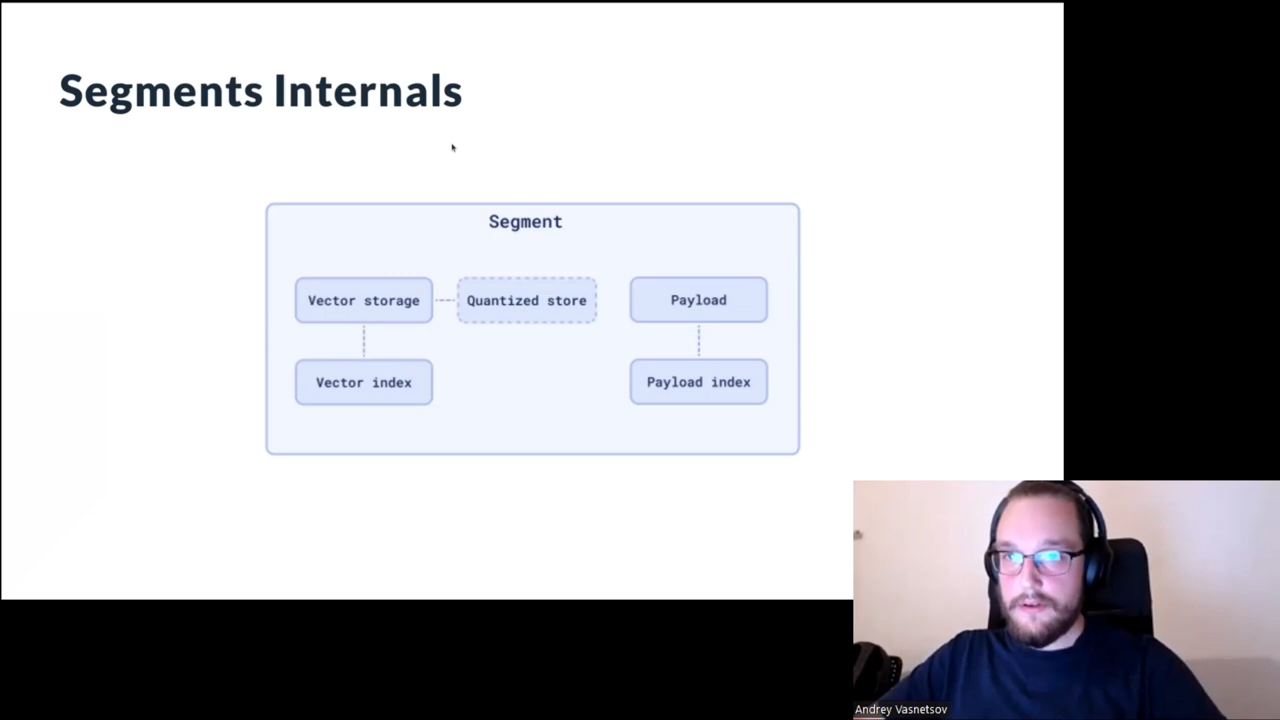 Segments Internals
Segment
Vector storage
Quantized store
Payload
Vector index
Payload index
Andrey Vasnetsov